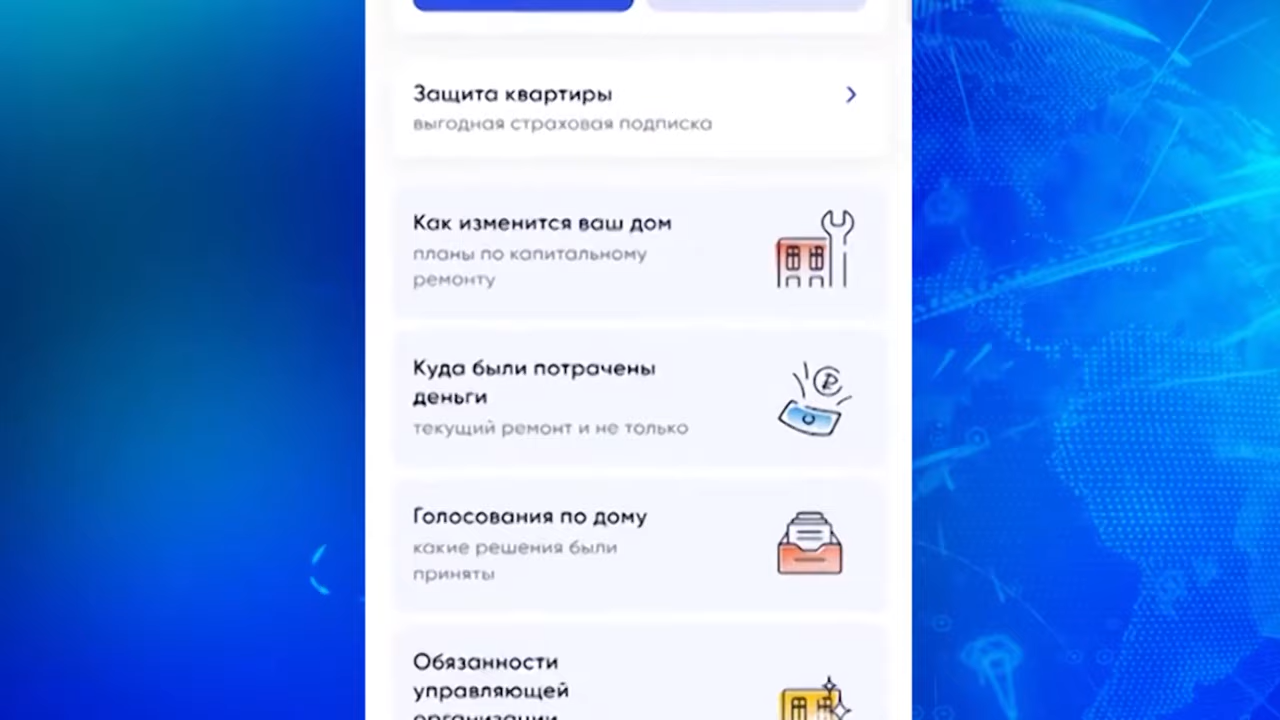 Защита квартиры
выгодная страховая подписка
Как изменится ваш дом
планы по капитальному
ремонту
Куда были потрачены
деньги
текущий ремонт и не только
Голосования по дому
какие решения были
приняты
Обязанности
управляющей
организации